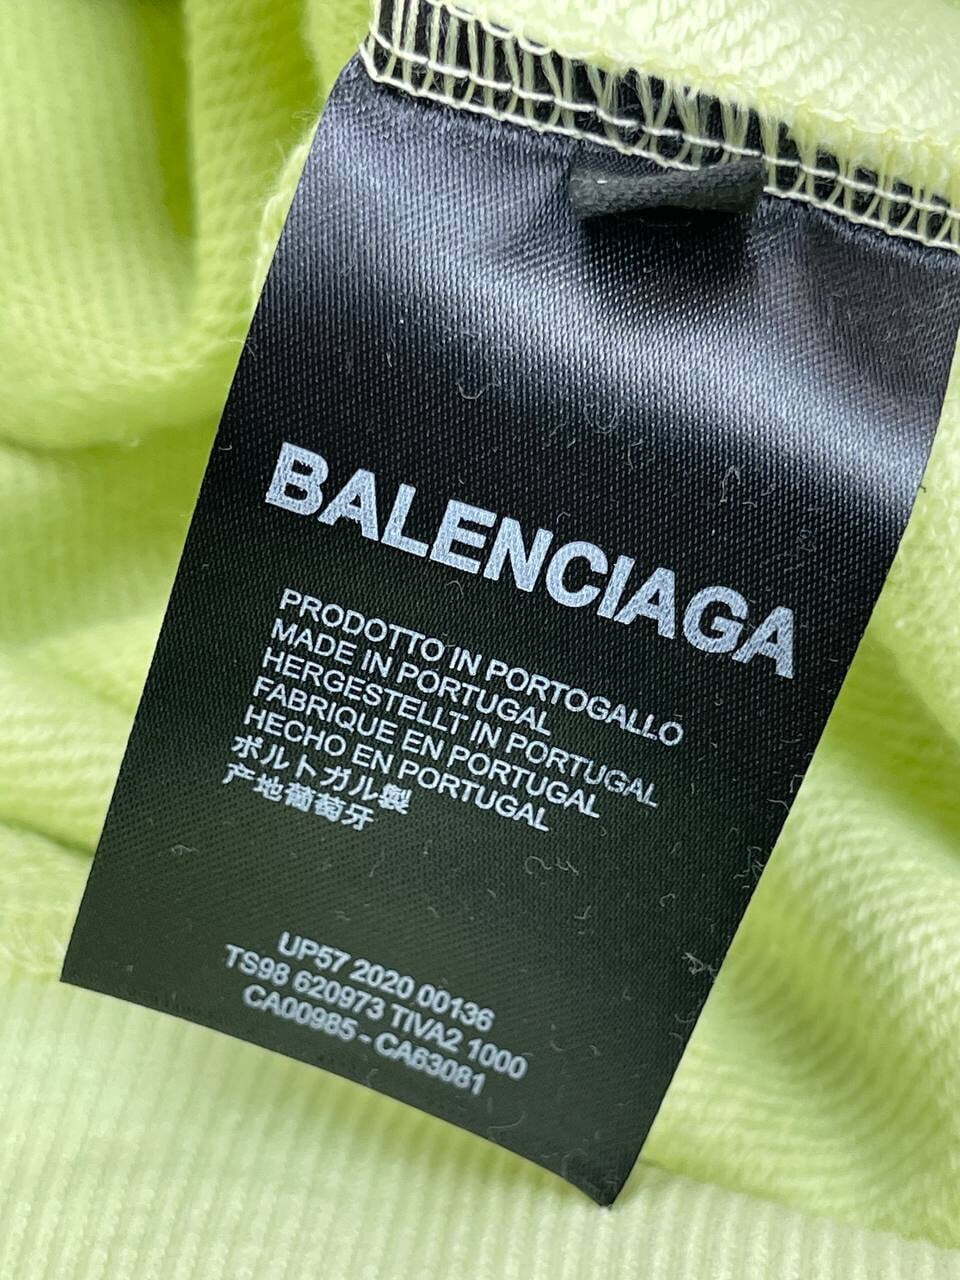 BALENCIAGA
PRODOTTO IN PORTOGALLO
MADE IN PORTUGAL
HERGESTELLT IN PORTUGAL
FABRIQUE EN PORTUGAL
HECHO EN PORTUGAL
ポルトガル製
产地葡萄牙
UP57 2020 00136
TS98 620973 TIVA2 1000
CA00985 - CA63081